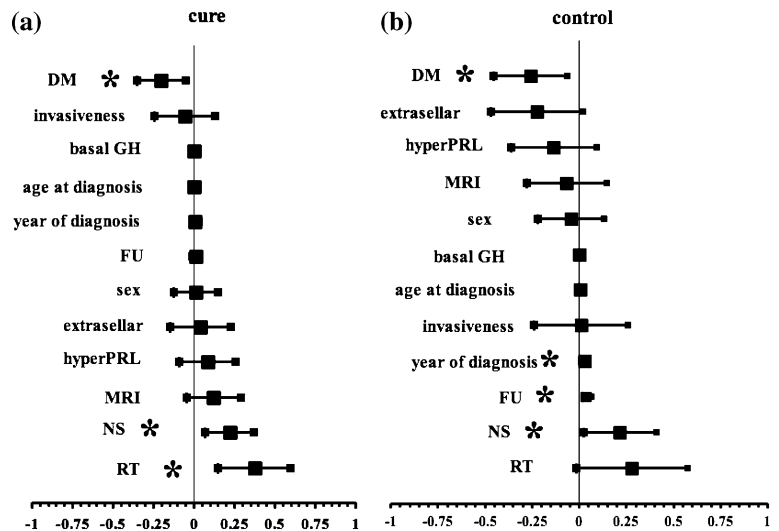 (a)
cure
DM *
invasiveness
basal GH
age at diagnosis
year of diagnosis
FU
sex
extrasellar
hyperPRL
MRI
NS *
RT *
-1 -0.75 -0.5 -0.25 0 0.25 0.5 0.75 1
(b)
control
DM *
extrasellar
hyperPRL
MRI
sex
basal GH
age at diagnosis
invasiveness
year of diagnosis *
FU *
NS *
RT
-1 -0.75 -0.5 -0.25 0 0.25 0.5 0.75 1